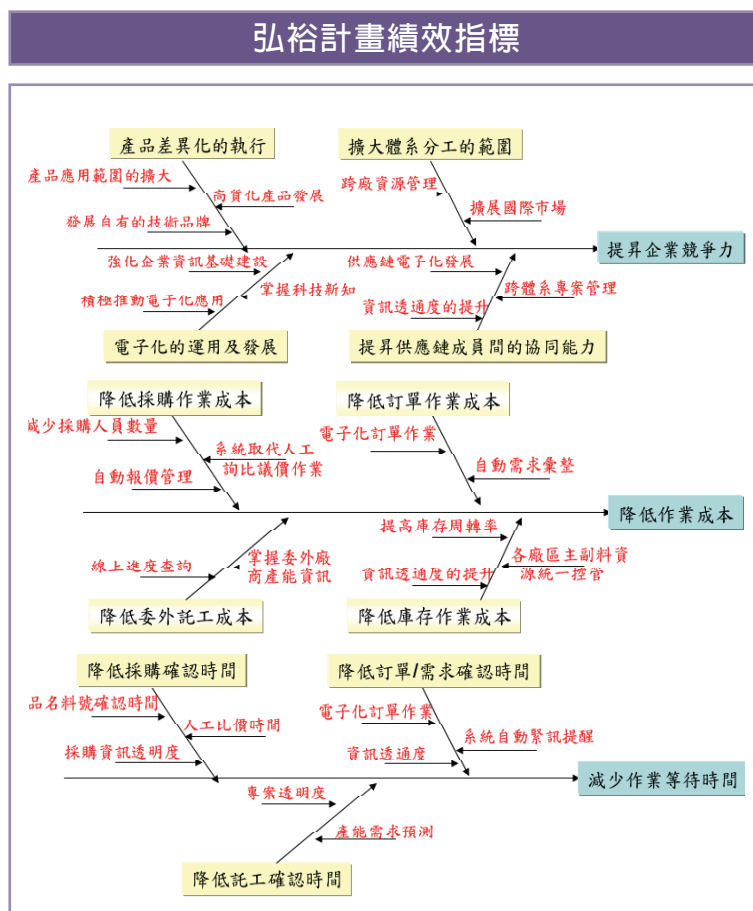 弘裕計畫績效指標
產品差異化的執行
擴大體系分工的範圍
產品應用範圍的擴大
高質化產品發展
跨廠資源管理
擴展國際市場
發展自有的技術品牌
提昇企業競爭力
強化企業資訊基礎建設
供應鏈電子化發展
掌握科技新知
跨體系專案管理
積極推動電子化應用
資訊透通度的提升
電子化的運用及發展
提昇供應鏈成員間的協同能力
降低採購作業成本
降低訂單作業成本
減少採購人員數量
電子化訂單作業
系統取代人工
詢比議價作業
自動報價管理
自動需求彙整
降低作業成本
提高庫存周轉率
線上進度查詢
掌握委外廠
商產能資訊
資訊透通度的提升
各廠區主副料資
源統一控管
降低委外託工成本
降低庫存作業成本
降低採購確認時間
降低訂單/需求確認時間
品名料號確認時間
人工比價時間
電子化訂單作業
系統自動緊訊提醒
採購資訊透明度
資訊透通度
減少作業等待時間
專案透明度
產能需求預測
降低託工確認時間